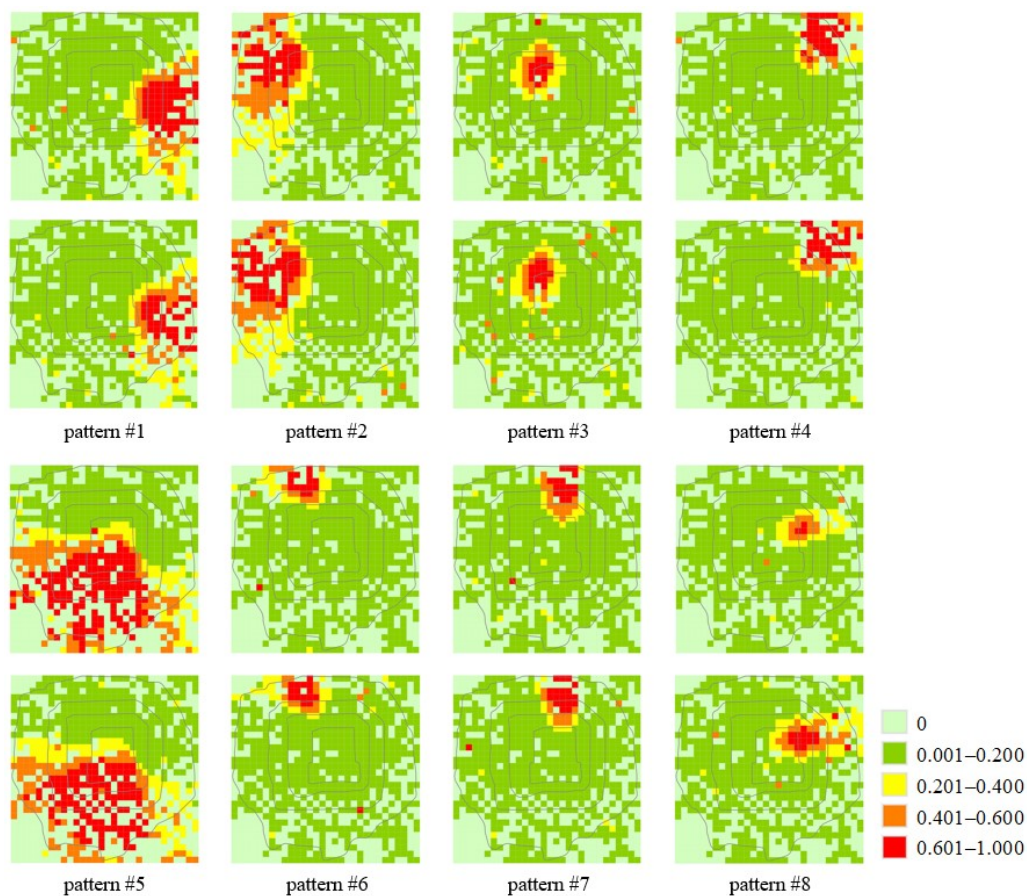 pattern #1
pattern #2
pattern #3
pattern #4
0
0.001–0.200
0.201–0.400
0.401–0.600
0.601–1.000
pattern #5
pattern #6
pattern #7
pattern #8